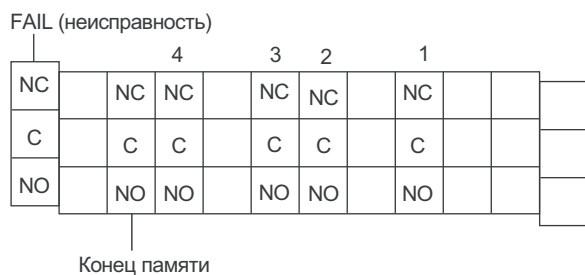 FAIL (неисправность)
4 3 2 1
NC NC NC NC NC NC
C C C C C C
NO NO NO NO NO NO
Конец памяти